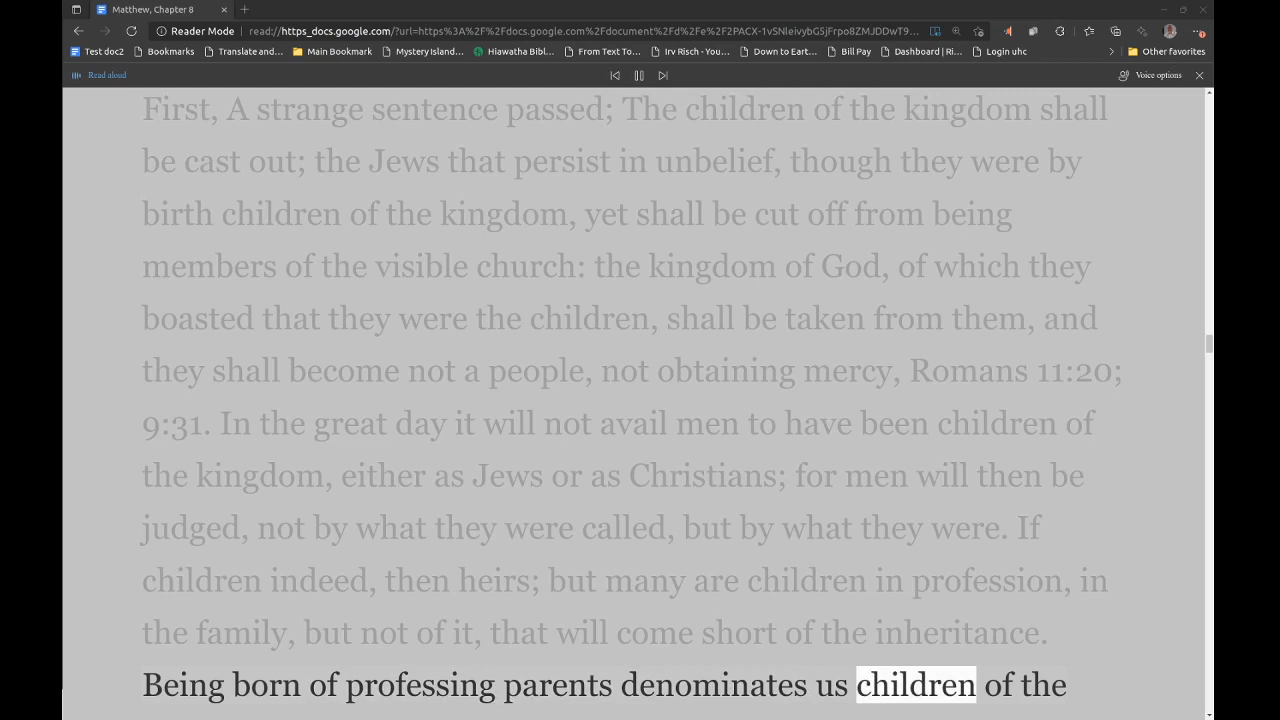 Matthew, Chapter 8
Reader Mode read://https_docs.google.com/?url=https%3A%2F%2Fdocs.google.com%2Fdocument%2Fd%2Fe%2F2PACX-1vSNleivybG5jFrpo8ZMJDDwT9...
Test doc2 Bookmarks Translate and... Main Bookmark Mystery Island... Hiawatha Bibl... From Text To... Irv Risch - You... Down to Eart... Bill Pay Dashboard | Ri... Login uhc Other favorites
Read aloud Voice options
First, A strange sentence passed; The children of the kingdom shall
be cast out; the Jews that persist in unbelief, though they were by
birth children of the kingdom, yet shall be cut off from being
members of the visible church: the kingdom of God, of which they
boasted that they were the children, shall be taken from them, and
they shall become not a people, not obtaining mercy, Romans 11:20;
9:31. In the great day it will not avail men to have been children of
the kingdom, either as Jews or as Christians; for men will then be
judged, not by what they were called, but by what they were. If
children indeed, then heirs; but many are children in profession, in
the family, but not of it, that will come short of the inheritance.
Being born of professing parents denominates us children of the